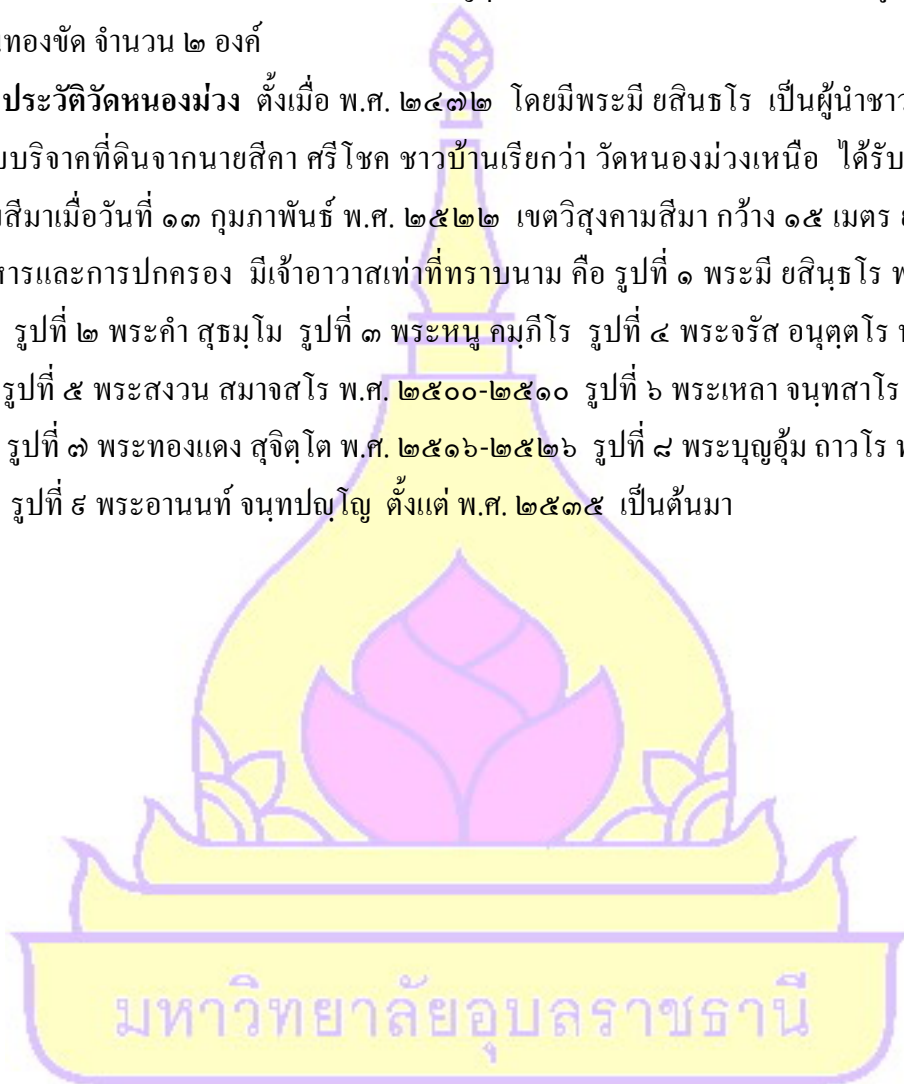 ทองขัด จำนวน ๒ องค์
ประวัติวัดหนองม่วง ตั้งเมื่อ พ.ศ. ๒๔๗๒ โดยมีพระมี ยสินธโร เป็นผู้นำชาว
บริจาคที่ดินจากนายสีคา ศรีโชค ชาวบ้านเรียกว่า วัดหนองม่วงเหนือ ได้รับ
สีมาเมื่อวันที่ ๑๓ กุมภาพันธ์ พ.ศ. ๒๕๒๒ เขตวิสุงคามสีมา กว้าง ๑๕ เมตร
หารและการปกครอง มีเจ้าอาวาสเท่าที่ทราบนาม คือ รูปที่ ๑ พระมี ยสินฺธโร
รูปที่ ๒ พระคำ สุธมฺโม รูปที่ ๓ พระหนู คมฺภีโร รูปที่ ๔ พระจรัส อนุตฺตโร
รูปที่ ๕ พระสงวน สมาจสโร พ.ศ. ๒๕๐๐-๒๕๑๐ รูปที่ ๖ พระเหลา จนฺทสาโร
รูปที่ ๗ พระทองแดง สุจิตฺโต พ.ศ. ๒๕๑๖-๒๕๒๖ รูปที่ ๘ พระบุญอุ้ม ถาวโร
รูปที่ ๙ พระอานนท์ จนฺทปญฺโญ ตั้งแต่ พ.ศ. ๒๕๓๕ เป็นต้นมา
มหาวิทยาลัยอุบลราชธานี